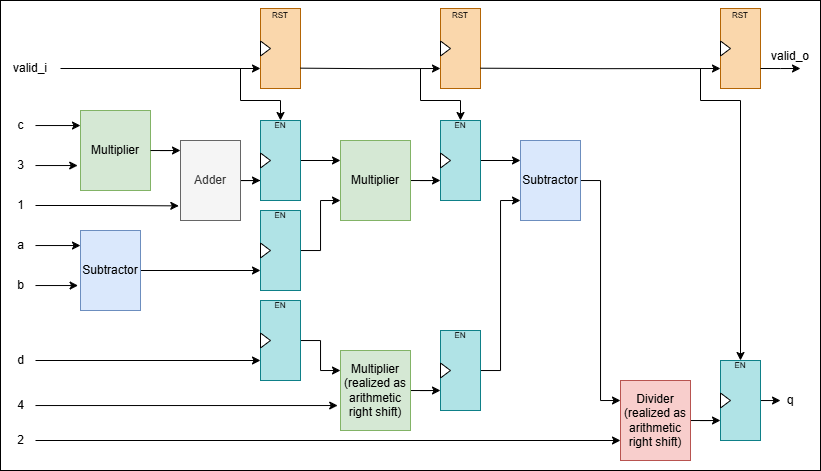 RST
RST
RST
valid_i
valid_o
c
3
1
a
b
d
4
2
Multiplier
Adder
Subtractor
EN
EN
EN
Multiplier
Multiplier
(realized as
arithmetic
right shift)
EN
EN
Subtractor
Divider
(realized as
arithmetic
right shift)
EN
q